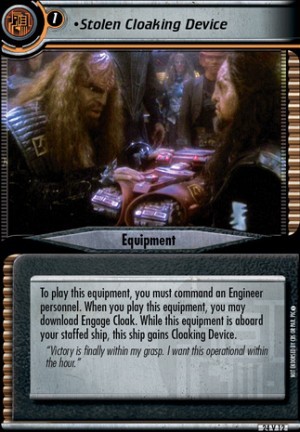 1
•Stolen Cloaking Device
Equipment
To play this equipment, you must command an Engineer
personnel. When you play this equipment, you may
download Engage Cloak. While this equipment is aboard
your staffed ship, this ship gains Cloaking Device.
"Victory is finally within my grasp. I want this operational within
the hour."
24 V 12